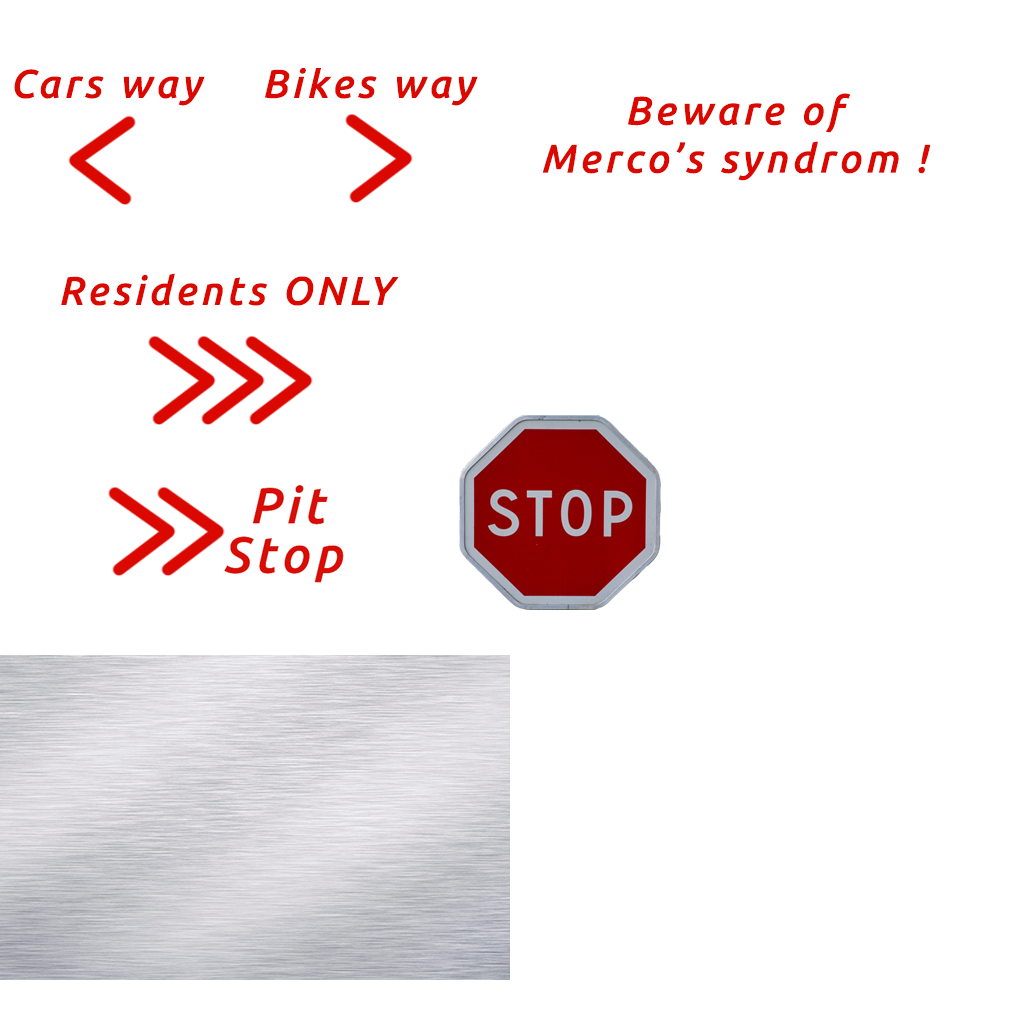 Cars way
Bikes way
Beware of
Merco’s syndrom !
Residents ONLY
Pit
Stop
STOP